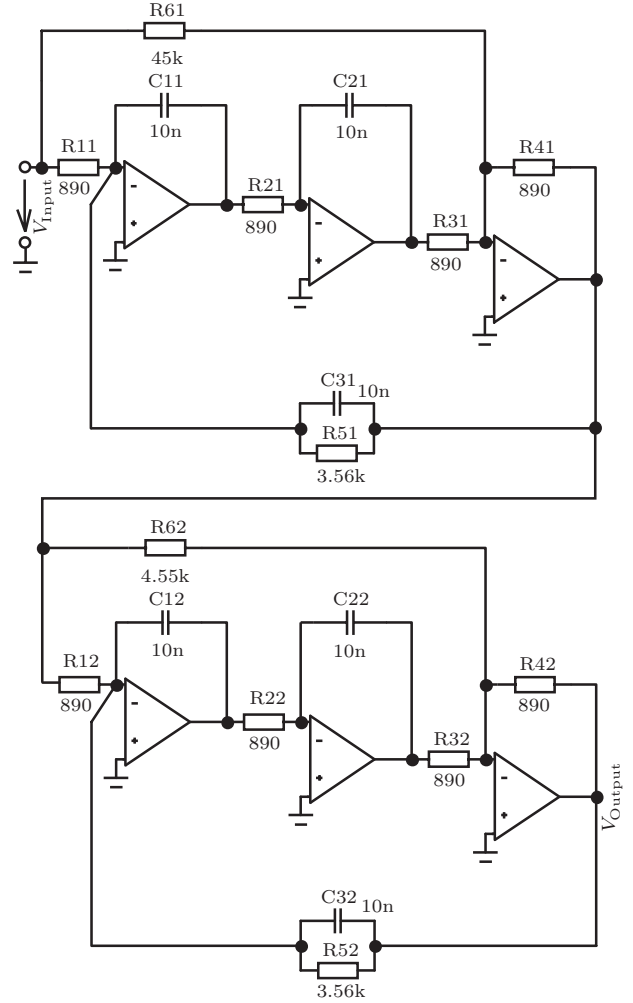 R61
45k
C11
C21
10n
10n
R11
R41
890
R21
890
VInput
890
R31
890
-
+
-
+
-
+
C31
10n
R51
3.56k
R62
4.55k
C12
C22
10n
10n
R12
R42
890
R22
890
890
R32
890
-
+
-
+
-
+
VOutput
C32
10n
R52
3.56k